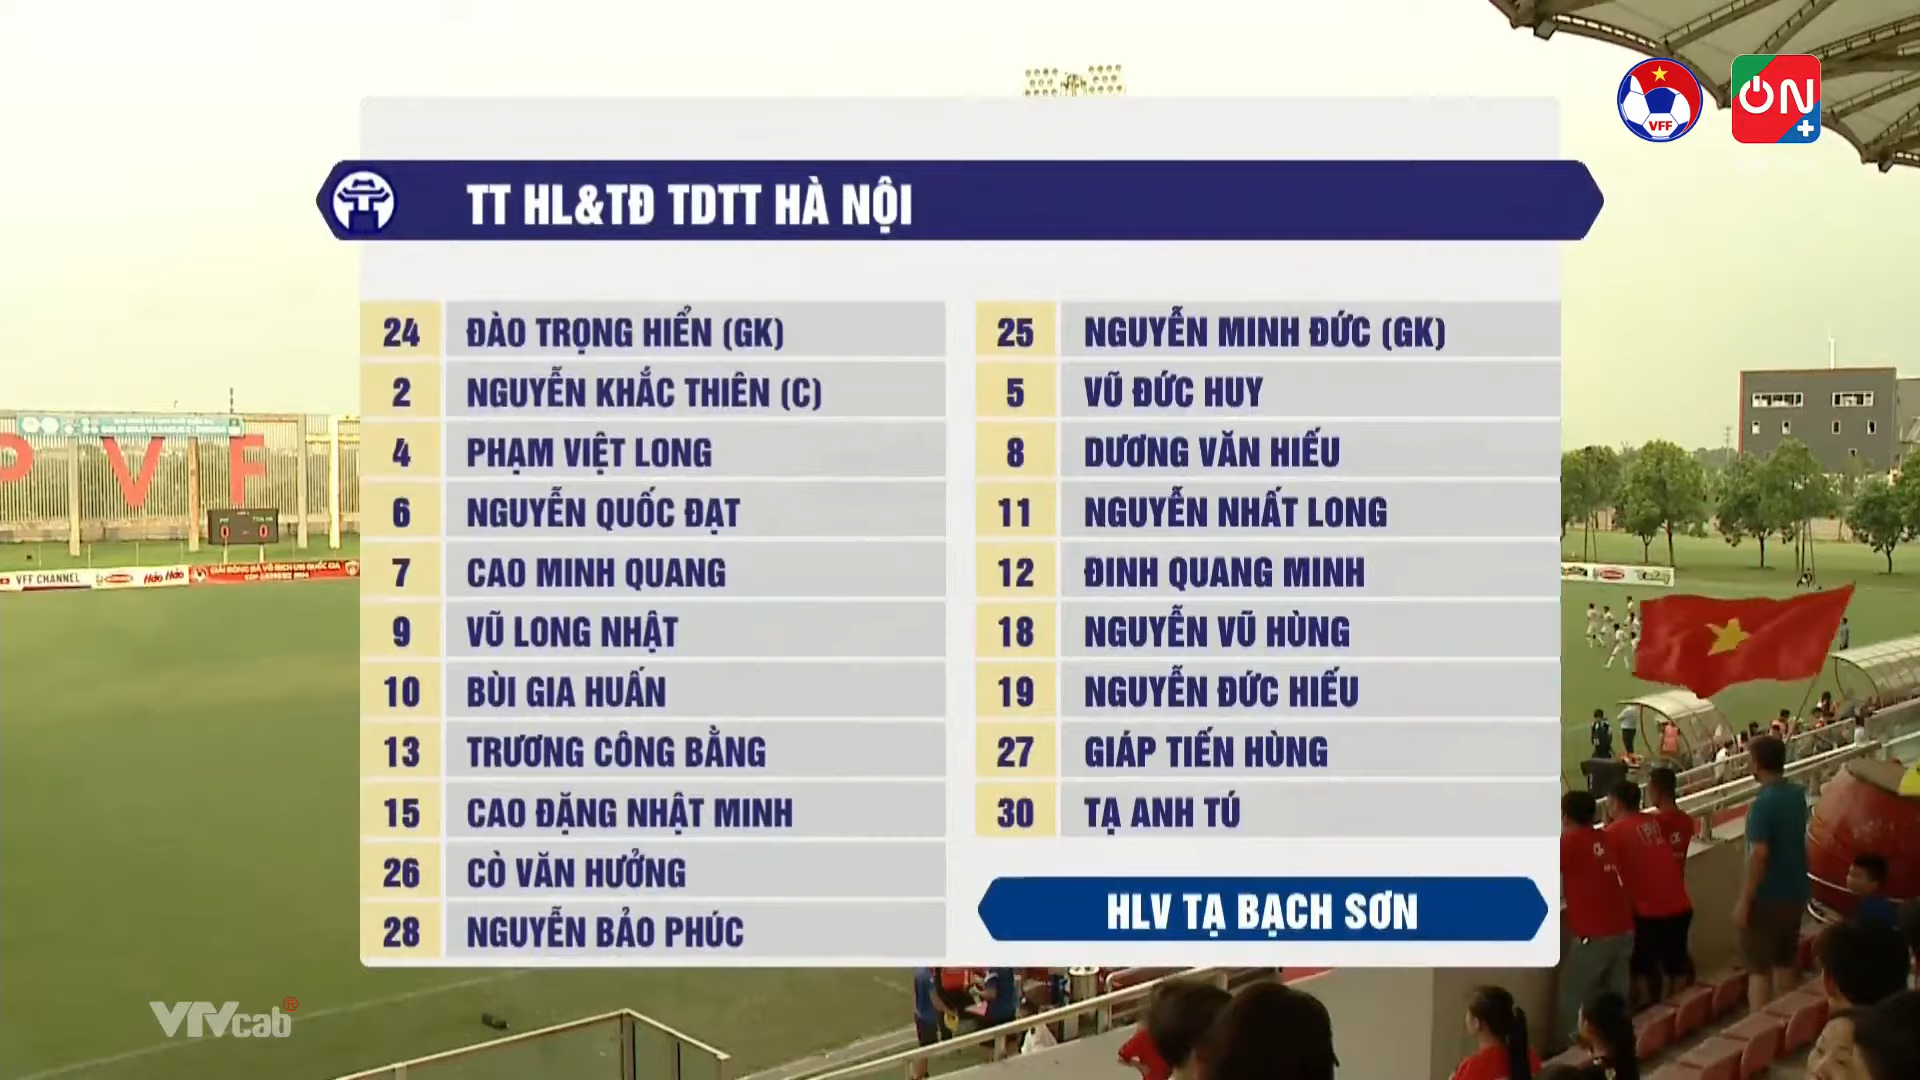 VFF
ON+
TT HL&TĐ TDTT HÀ NỘI
24 ĐÀO TRỌNG HIỂN (GK)
2 NGUYỄN KHẮC THIÊN (C)
4 PHẠM VIỆT LONG
6 NGUYỄN QUỐC ĐẠT
7 CAO MINH QUANG
9 VŨ LONG NHẬT
10 BÙI GIA HUẤN
13 TRƯƠNG CÔNG BẰNG
15 CAO ĐẶNG NHẬT MINH
26 CÒ VĂN HƯỞNG
28 NGUYỄN BẢO PHÚC
25 NGUYỄN MINH ĐỨC (GK)
5 VŨ ĐỨC HUY
8 DƯƠNG VĂN HIẾU
11 NGUYỄN NHẤT LONG
12 ĐINH QUANG MINH
18 NGUYỄN VŨ HÙNG
19 NGUYỄN ĐỨC HIẾU
27 GIÁP TIẾN HÙNG
30 TẠ ANH TÚ
HLV TẠ BẠCH SƠN
PVF
0 0
VFF CHANNEL
Hảo Hảo
VTVcab